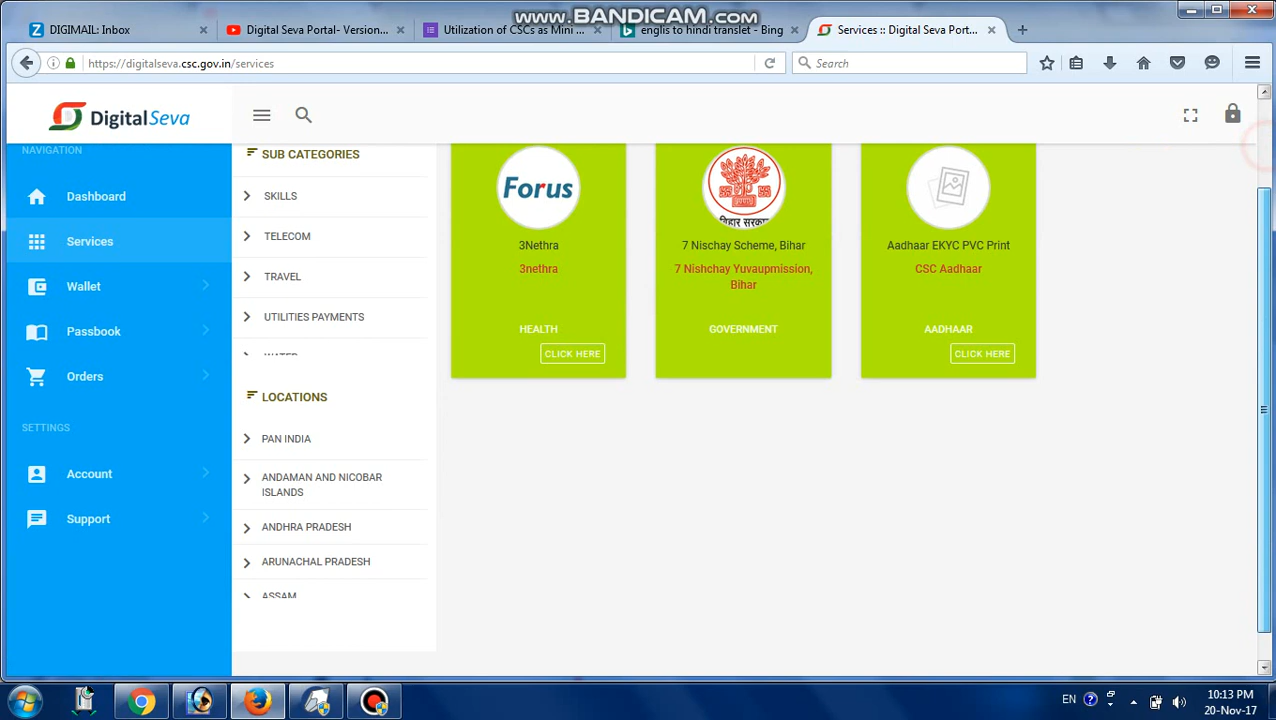 www.BANDICAM.com
DIGIMAIL: Inbox
Digital Seva Portal- Version...
Utilization of CSCs as Mini ...
englis to hindi translet - Bing
Services :: Digital Seva Port...
https://digitalseva.csc.gov.in/services
Search
DigitalSeva
NAVIGATION
Dashboard
Services
Wallet
Passbook
Orders
SETTINGS
Account
Support
SUB CATEGORIES
SKILLS
TELECOM
TRAVEL
UTILITIES PAYMENTS
WATER
LOCATIONS
PAN INDIA
ANDAMAN AND NICOBAR
ISLANDS
ANDHRA PRADESH
ARUNACHAL PRADESH
ASSAM
Forus
3Nethra
3nethra
HEALTH
CLICK HERE
बिहार सरकार
7 Nischay Scheme, Bihar
7 Nishchay Yuvaupmission,
Bihar
GOVERNMENT
Aadhaar EKYC PVC Print
CSC Aadhaar
AADHAAR
CLICK HERE
EN
10:13 PM
20-Nov-17